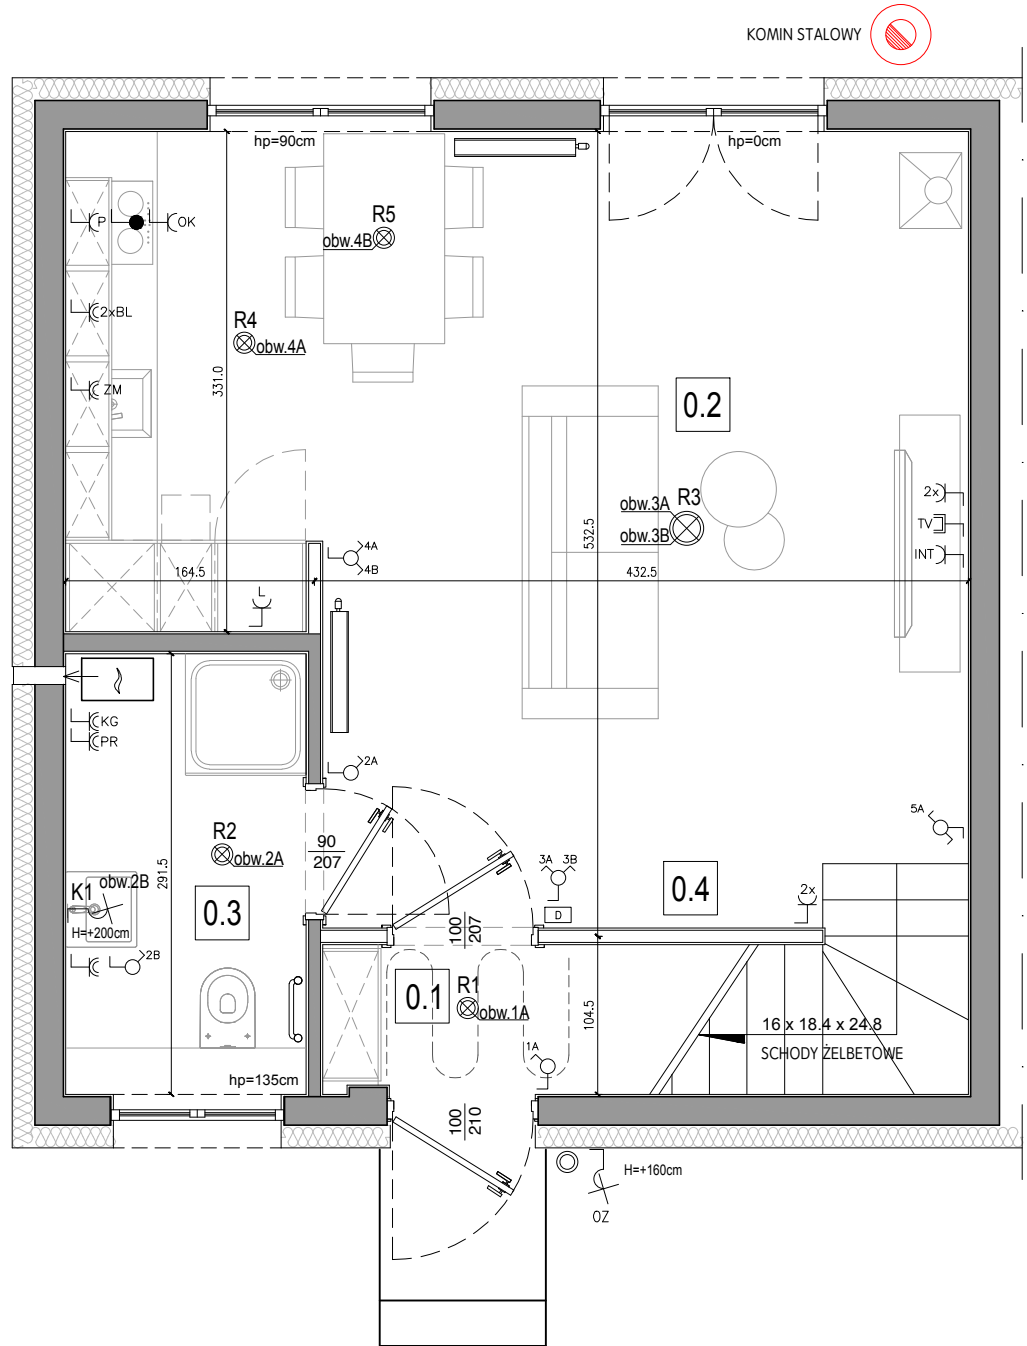 KOMIN STALOWY
hp=90cm
hp=0cm
P
OK
R5
obw.4B
2xBL
R4
obw.4A
ZM
331.0
0.2
2x
TV
INT
obw.3A
R3
obw.3B
532.5
4A
4B
164.5
432.5
L
KG
PR
2A
5A
R2
obw.2A
90
207
291.5
3A 3B
0.4
2x
K1
obw.2B
0.3
D
H=+200cm
100
207
2B
0.1
R1
obw.1A
104.5
16 x 18.4 x 24.8
SCHODY ŻELBETOWE
1A
hp=135cm
100
210
H=+160cm
OZ